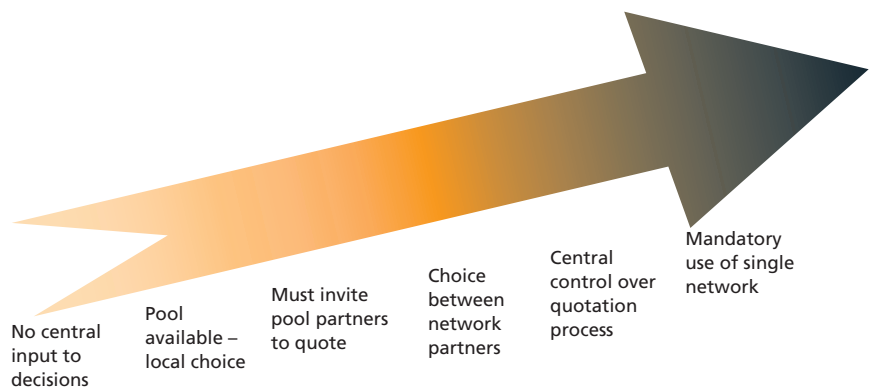 No central
input to
decisions
Pool
available –
local choice
Must invite
pool partners
to quote
Choice
between
network
partners
Central
control over
quotation
process
Mandatory
use of single
network